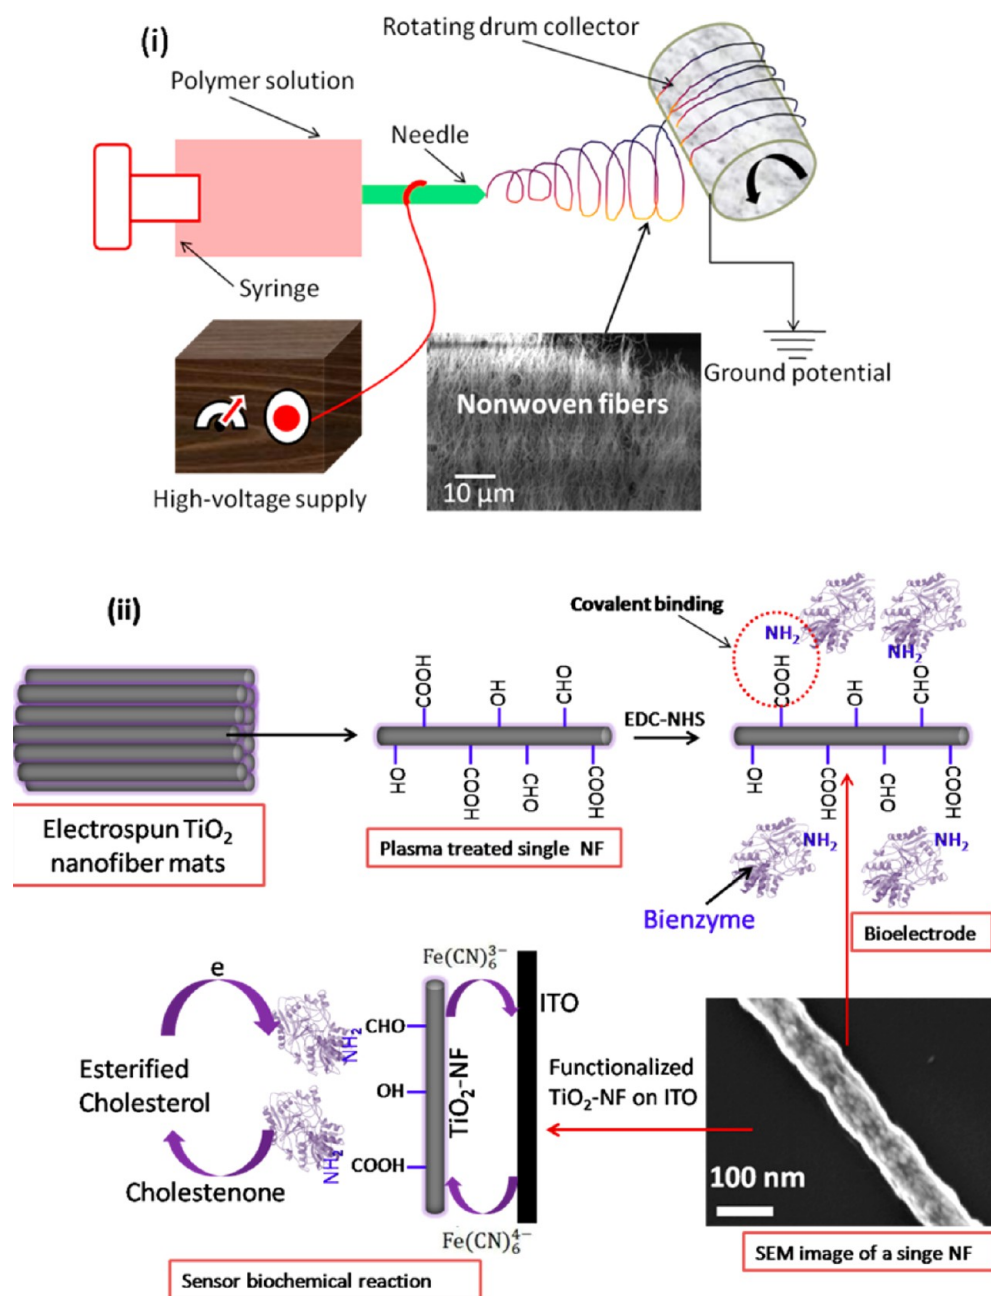 (i)
Rotating drum collector
Polymer solution
Needle
Syringe
High-voltage supply
Nonwoven fibers
10 µm
Ground potential
(ii)
Covalent binding
NH₂
NH₂
COOH
OH
CHO
COOH
OH
CHO
EDC-NHS
OH
COOH
CHO
COOH
OH
COOH
CHO
COOH
Electrospun TiO₂
nanofiber mats
Plasma treated single NF
NH₂
NH₂
Bienzyme
Bioelectrode
Fe(CN)₆³⁻
e
ITO
CHO
NH₂
Esterified
Cholesterol
OH
TiO₂-NF
Functionalized
TiO₂-NF on ITO
NH₂
COOH
Cholestenone
100 nm
Fe(CN)₆⁴⁻
SEM image of a singe NF
Sensor biochemical reaction